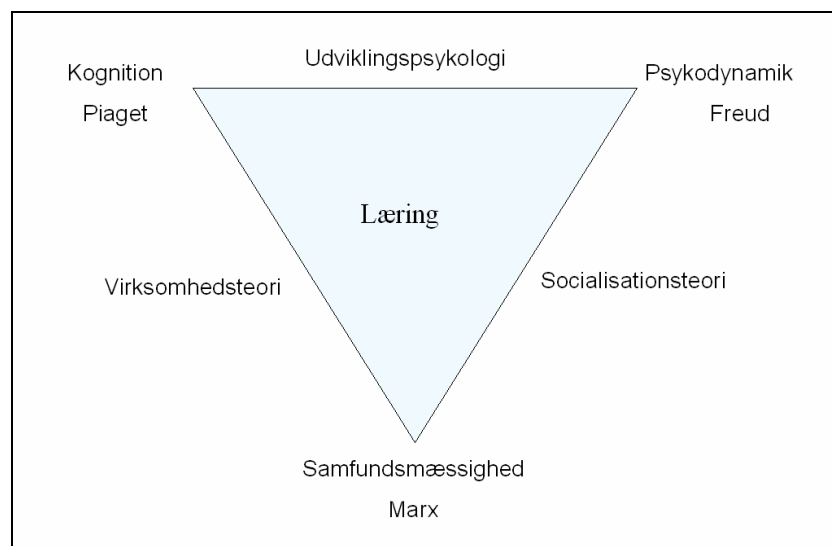 Udviklingspsykologi
Kognition
Piaget
Psykodynamik
Freud
Læring
Virksomhedsteori
Socialisationsteori
Samfundsmæssighed
Marx